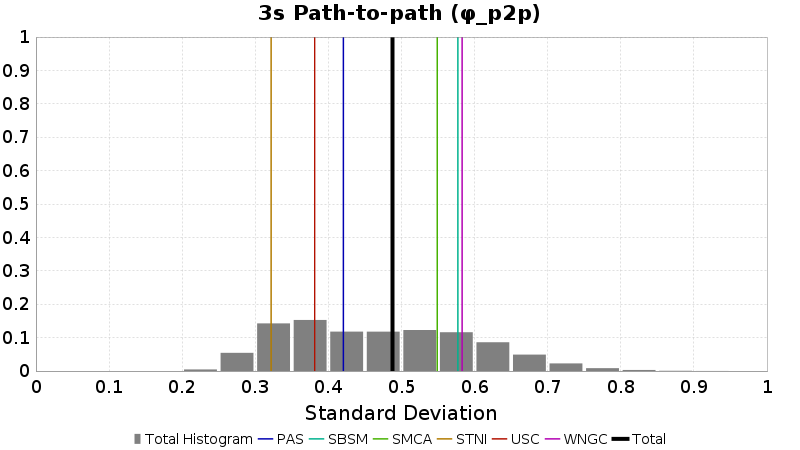 3s Path-to-path (φ_p2p)
1
0.9
0.8
0.7
0.6
0.5
0.4
0.3
0.2
0.1
0
0 0.1 0.2 0.3 0.4 0.5 0.6 0.7 0.8 0.9 1
Standard Deviation
Total Histogram PAS SBSM SMCA STNI USC WNGC Total